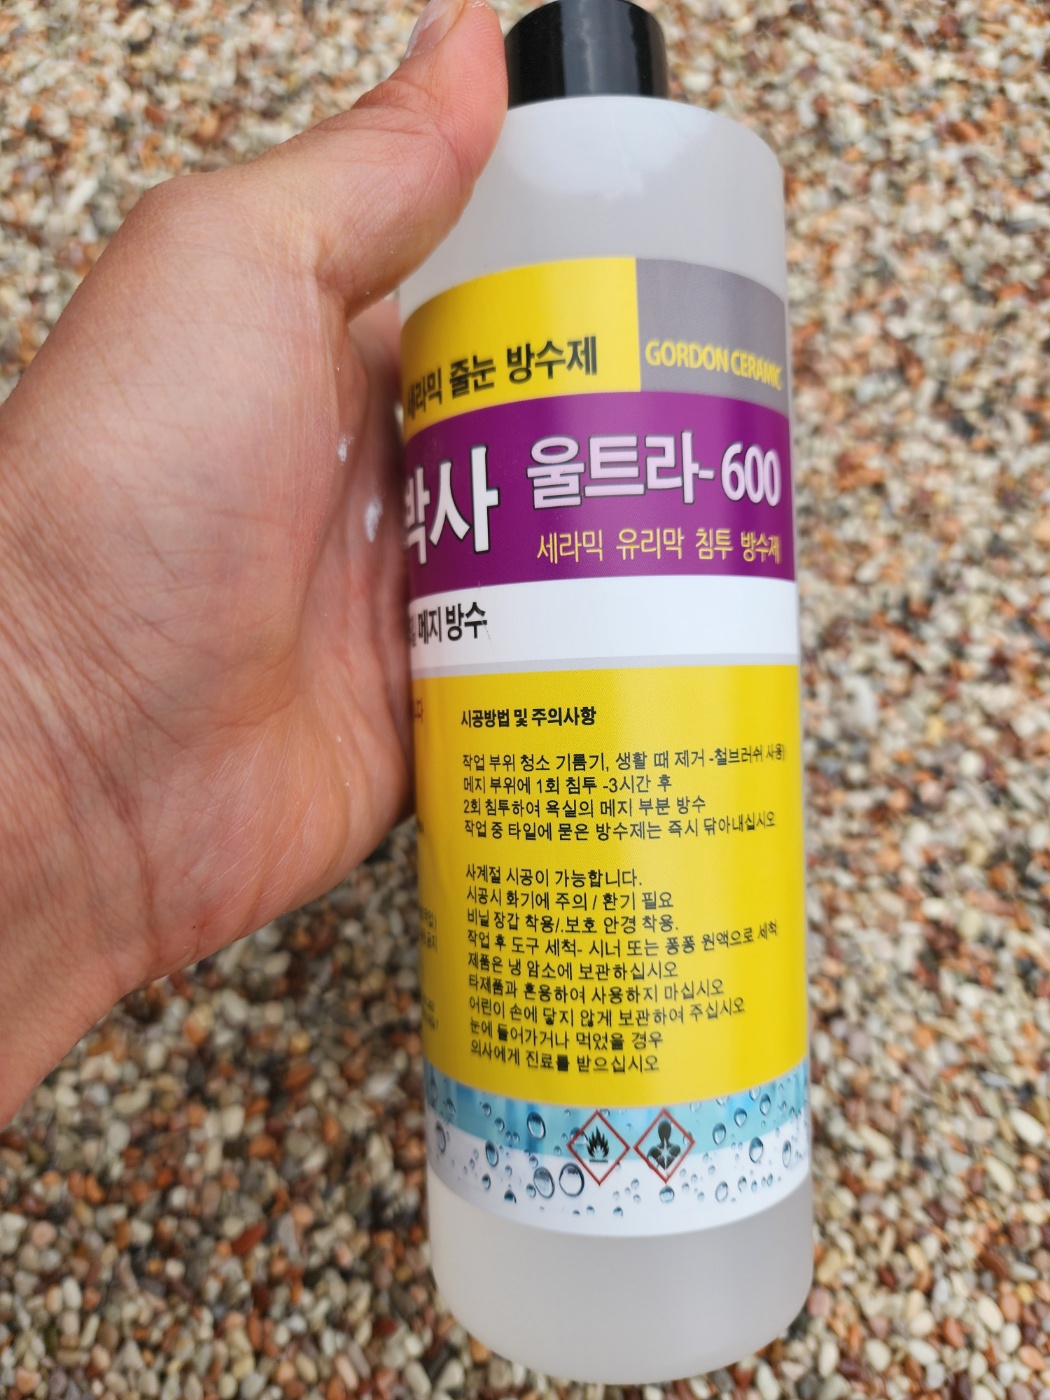 세라믹 줄눈 방수제
GORDON CERAMIC
박사 울트라-600
세라믹 유리막 침투 방수제
메지 방수
시공방법 및 주의사항
작업 부위 청소 기름기, 생활 때 제거 -철브러쉬 사용)
메지 부위에 1회 침투 -3시간 후
2회 침투하여 욕실의 메지 부분 방수
작업 중 타일에 묻은 방수제는 즉시 닦아내십시오
사계절 시공이 가능합니다.
시공시 화기에 주의 / 환기 필요
비닐 장갑 착용/.보호 안경 착용.
작업 후 도구 세척- 시너 또는 퐁퐁 원액으로 세척
제품은 냉 암소에 보관하십시오
타제품과 혼용하여 사용하지 마십시오
어린이 손에 닿지 않게 보관하여 주십시오
눈에 들어가거나 먹었을 경우
의사에게 진료를 받으십시오